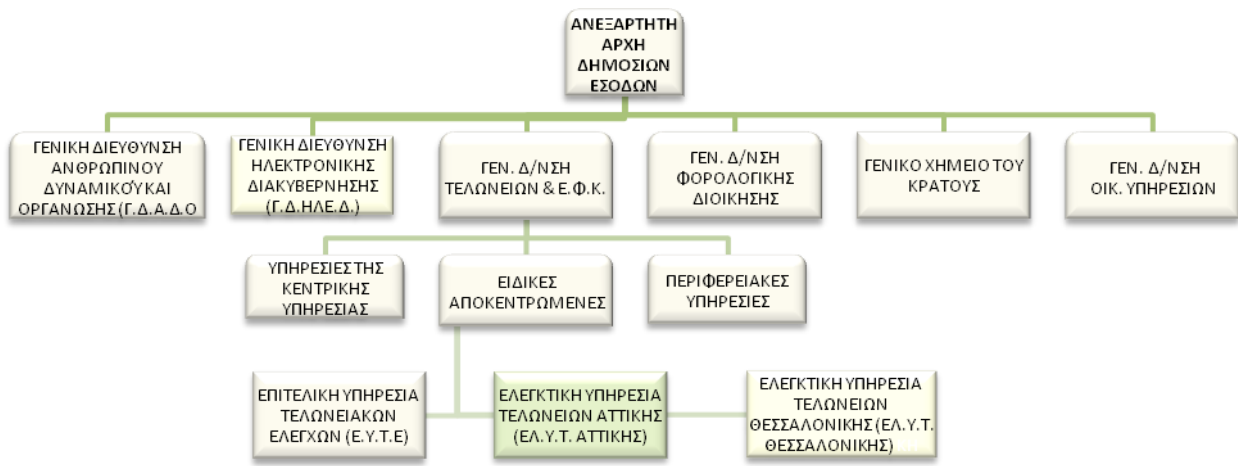 ΑΝΕΞΑΡΤΗΤΗ
ΑΡΧΗ
ΔΗΜΟΣΙΩΝ
ΕΣΟΔΩΝ
ΓΕΝΙΚΗ ΔΙΕΥΘΥΝΣΗ
ΑΝΘΡΩΠΙΝΟΥ
ΔΥΝΑΜΙΚΟΎ ΚΑΙ
ΟΡΓΑΝΩΣΗΣ (Γ.Δ.Α.Δ.Ο
ΓΕΝΙΚΗ ΔΙΕΥΘΥΝΣΗ
ΗΛΕΚΤΡΟΝΙΚΗΣ
ΔΙΑΚΥΒΕΡΝΗΣΗΣ
(Γ.Δ.ΗΛΕ.Δ.)
ΓΕΝ. Δ/ΝΣΗ
ΤΕΛΩΝΕΙΩΝ & Ε.Φ.Κ.
ΓΕΝ. Δ/ΝΣΗ
ΦΟΡΟΛΟΓΙΚΗΣ
ΔΙΟΙΚΗΣΗΣ
ΓΕΝΙΚΟ ΧΗΜΕΙΟ ΤΟΥ
ΚΡΑΤΟΥΣ
ΓΕΝ. Δ/ΝΣΗ
ΟΙΚ. ΥΠΗΡΕΣΙΩΝ
ΥΠΗΡΕΣΙΕΣ ΤΗΣ
ΚΕΝΤΡΙΚΗΣ
ΥΠΗΡΕΣΙΑΣ
ΕΙΔΙΚΕΣ
ΑΠΟΚΕΝΤΡΩΜΕΝΕΣ
ΠΕΡΙΦΕΡΕΙΑΚΕΣ
ΥΠΗΡΕΣΙΕΣ
ΕΠΙΤΕΛΙΚΗ ΥΠΗΡΕΣΙΑ
ΤΕΛΩΝΕΙΑΚΩΝ
ΕΛΕΓΧΩΝ (Ε.Υ.Τ.Ε)
ΕΛΕΓΚΤΙΚΗ ΥΠΗΡΕΣΙΑ
ΤΕΛΩΝΕΙΩΝ ΑΤΤΙΚΗΣ
(ΕΛ.Υ.Τ. ΑΤΤΙΚΗΣ)
ΕΛΕΓΚΤΙΚΗ ΥΠΗΡΕΣΙΑ
ΤΕΛΩΝΕΙΩΝ
ΘΕΣΣΑΛΟΝΙΚΗΣ (ΕΛ.Υ.Τ.
ΘΕΣΣΑΛΟΝΙΚΗΣ)